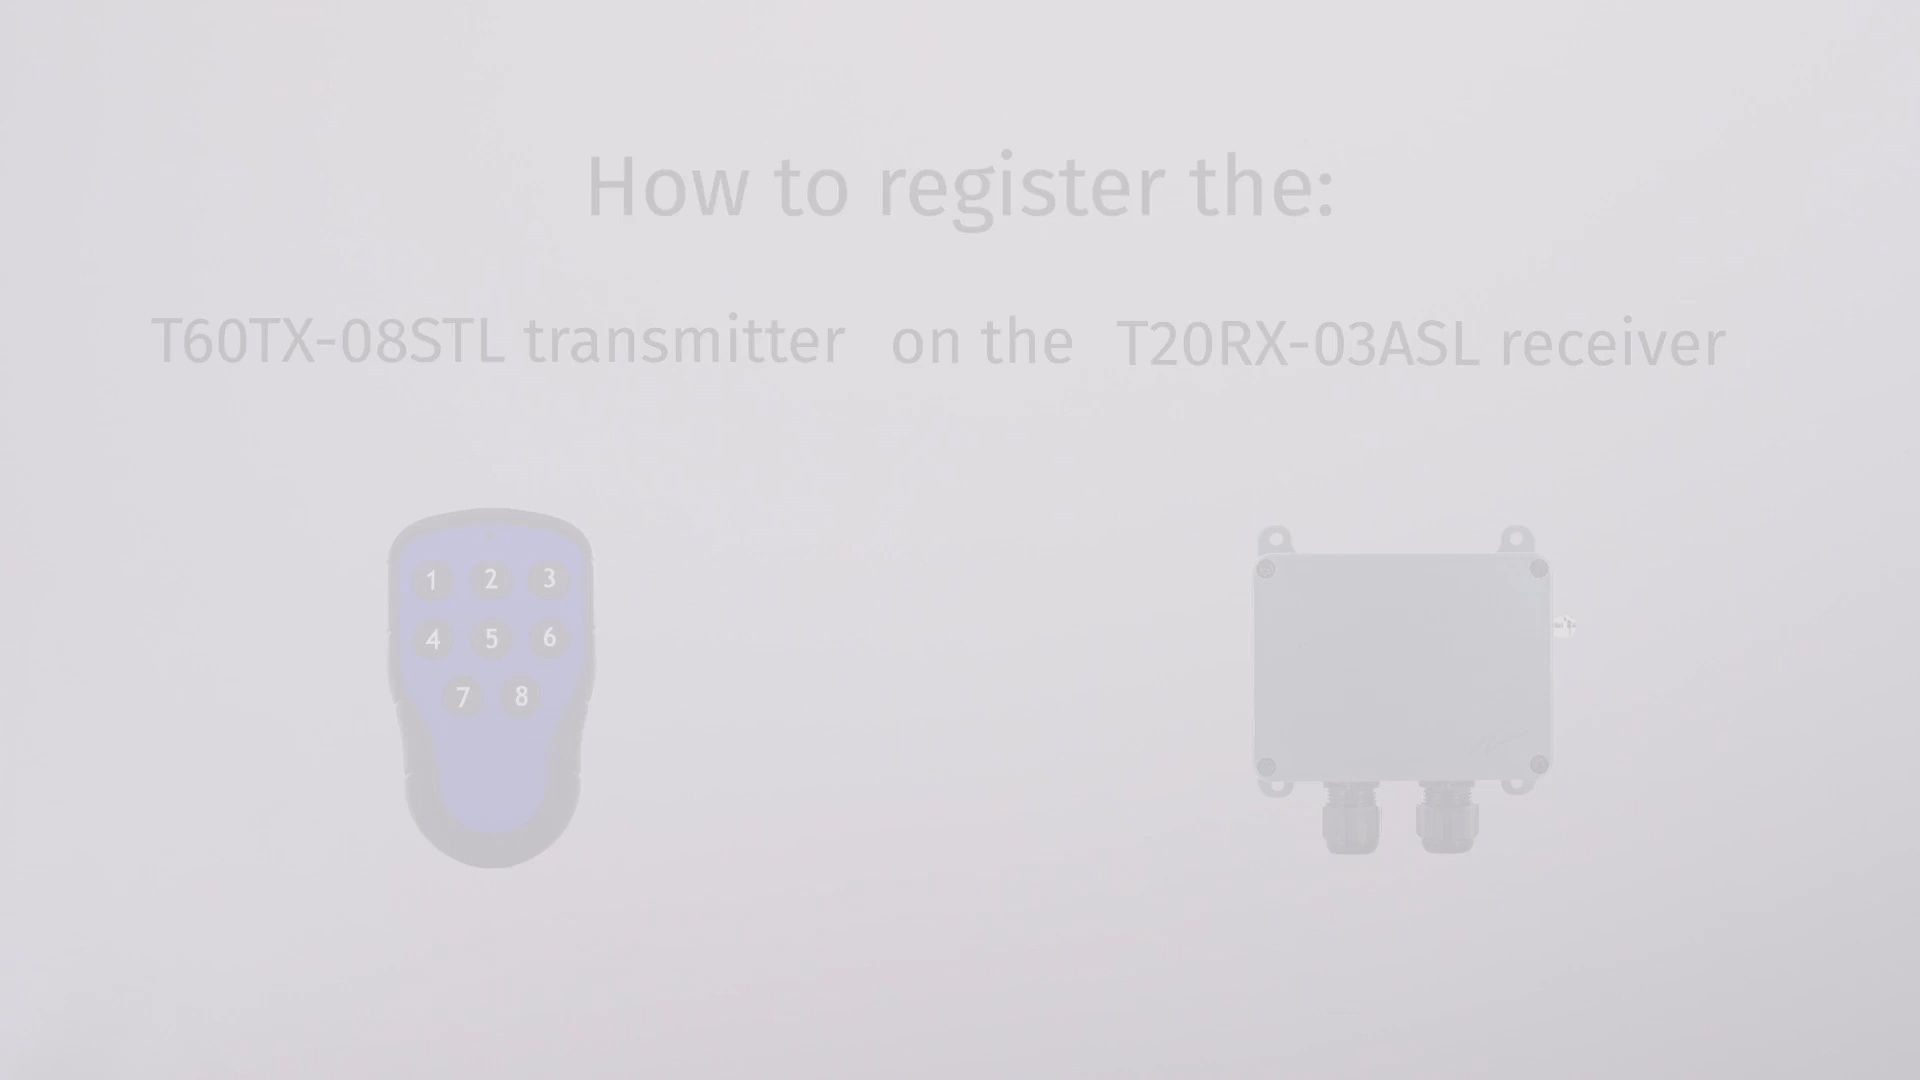 How to register the:
T60TX-08STL transmitter on the T20RX-03ASL receiver
1 2 3
4 5 6
7 8